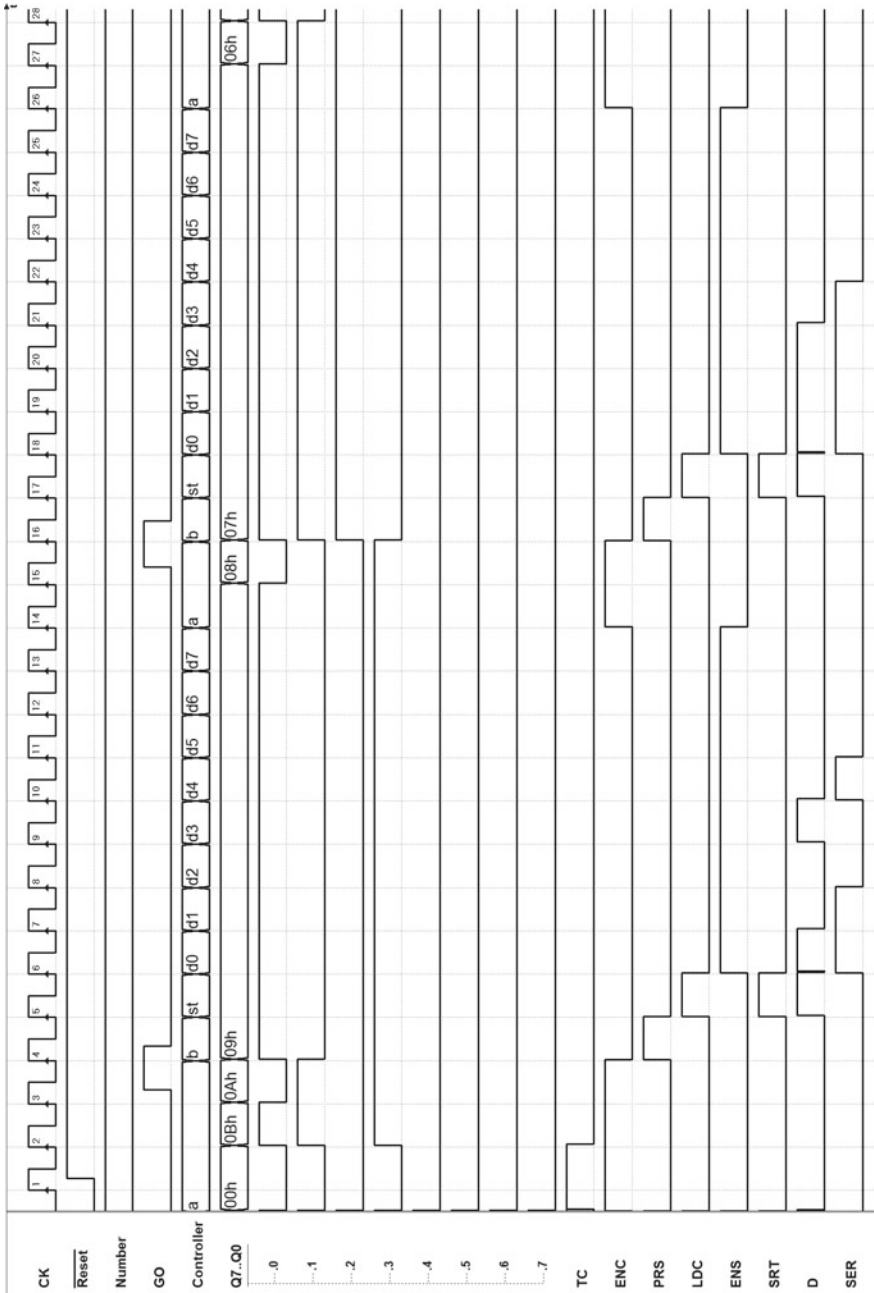 t
CK 1 2 3 4 5 6 7 8 9 10 11 12 13 14 15 16 17 18 19 20 21 22 23 24 25 26 27 28
Reset
Number
GO
Controller a b st d0 d1 d2 d3 d4 d5 d6 d7 a b st d0 d1 d2 d3 d4 d5 d6 d7 a
Q7..Q0 00h 0Bh 0Ah 09h 08h 07h 06h
.0
.1
.2
.3
.4
.5
.6
.7
TC
ENC
PRS
LDC
ENS
SRT
D
SER